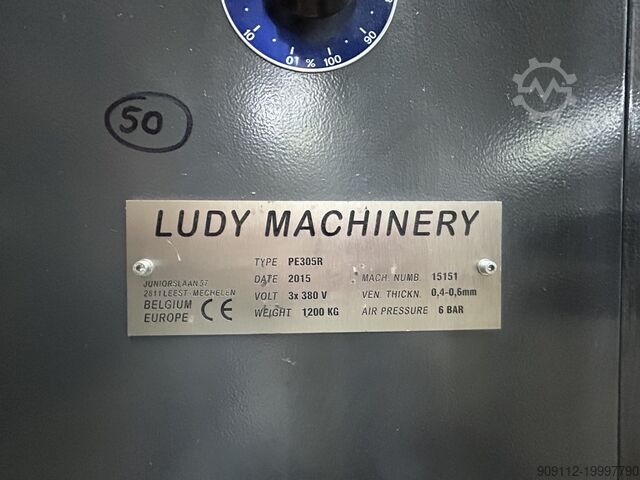 10 0 % 100 90
50
LUDY MACHINERY
TYPE PE305R
JUNIORSLAAN 57 DATE 2015 MACH. NUMB. 15151
2811 LEEST-MECHELEN VOLT 3x 380 V VEN. THICKN. 0,4-0,6mm
BELGIUM WEIGHT 1200 KG AIR PRESSURE 6 BAR
EUROPE CE
909112-19997790